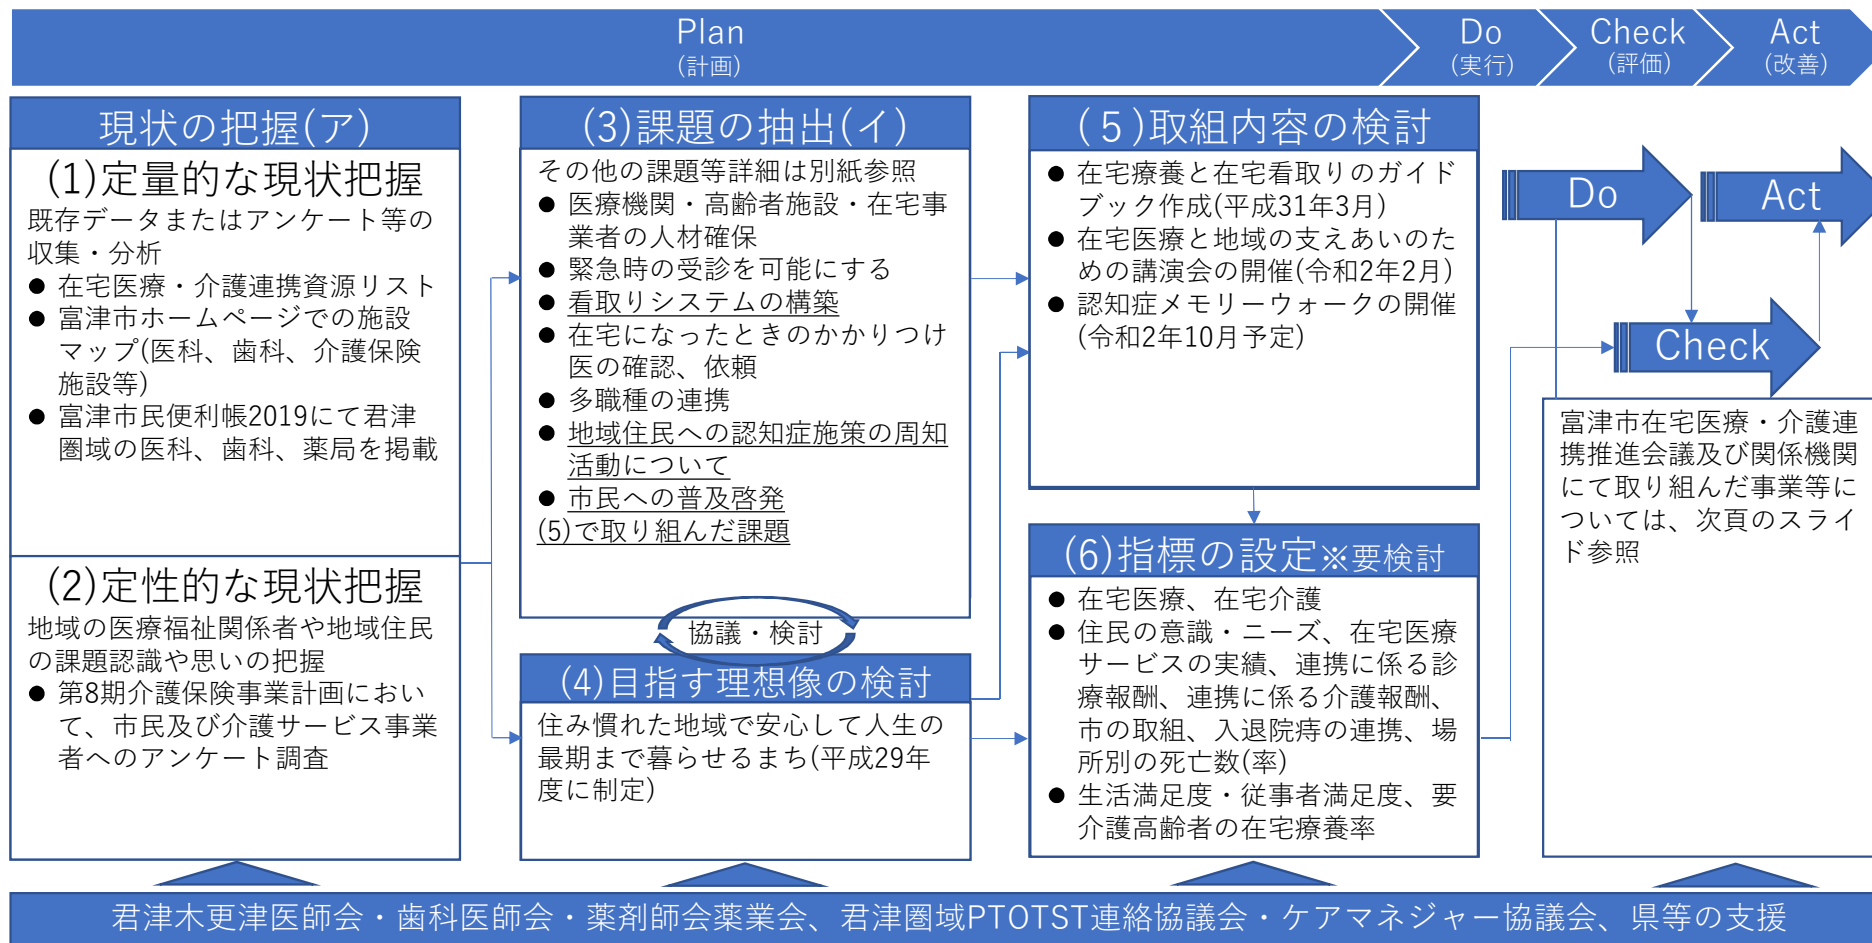 Plan
(計画)
Do
(実行)
Check
(評価)
Act
(改善)
現状の把握(ア)
(1)定量的な現状把握
既存データまたはアンケート等の
収集・分析
● 在宅医療・介護連携資源リスト
● 富津市ホームページでの施設
マップ(医科、歯科、介護保険
施設等)
● 富津市民便利帳2019にて君津
圏域の医科、歯科、薬局を掲載
(2)定性的な現状把握
地域の医療福祉関係者や地域住民
の課題認識や思いの把握
● 第8期介護保険事業計画におい
て、市民及び介護サービス事業
者へのアンケート調査
(3)課題の抽出(イ)
その他の課題等詳細は別紙参照
● 医療機関・高齢者施設・在宅事
業者の人材確保
● 緊急時の受診を可能にする
● 看取りシステムの構築
● 在宅になったときのかかりつけ
医の確認、依頼
● 多職種の連携
● 地域住民への認知症施策の周知
活動について
● 市民への普及啓発
(5)で取り組んだ課題
協議・検討
(4)目指す理想像の検討
住み慣れた地域で安心して人生の
最期まで暮らせるまち(平成29年
度に制定)
(５)取組内容の検討
● 在宅療養と在宅看取りのガイド
ブック作成(平成31年3月)
● 在宅医療と地域の支えあいのた
めの講演会の開催(令和2年2月)
● 認知症メモリーウォークの開催
(令和2年10月予定)
(6)指標の設定※要検討
● 在宅医療、在宅介護
● 住民の意識・ニーズ、在宅医療
サービスの実績、連携に係る診
療報酬、連携に係る介護報酬、
市の取組、入退院痔の連携、場
所別の死亡数(率)
● 生活満足度・従事者満足度、要
介護高齢者の在宅療養率
Do
Act
Check
富津市在宅医療・介護連
携推進会議及び関係機関
にて取り組んだ事業等に
ついては、次頁のスライ
ド参照
君津木更津医師会・歯科医師会・薬剤師会薬業会、君津圏域PTOTST連絡協議会・ケアマネジャー協議会、県等の支援